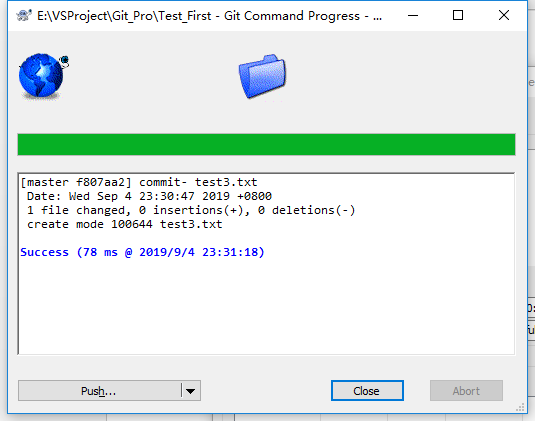 E:\VSProject\Git_Pro\Test_First - Git Command Progress - ...
[master f807aa2] commit- test3.txt
Date: Wed Sep 4 23:30:47 2019 +0800
1 file changed, 0 insertions(+), 0 deletions(-)
create mode 100644 test3.txt
Success (78 ms @ 2019/9/4 23:31:18)
Push... Close Abort